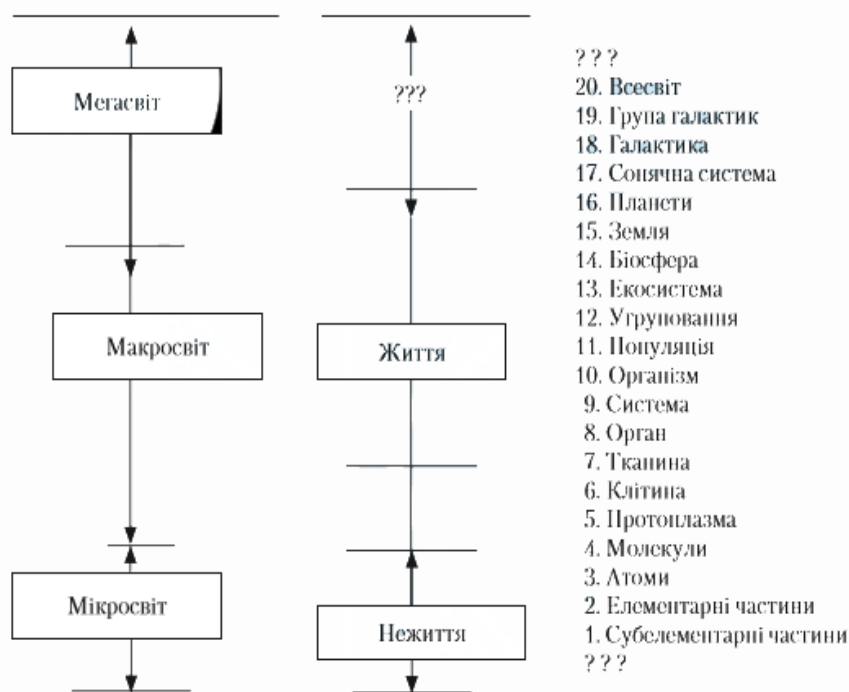 Мегасвіт
Макросвіт
Мікросвіт
???
Життя
Нежиття
? ? ?
20. Всесвіт
19. Група галактик
18. Галактика
17. Сонячна система
16. Планети
15. Земля
14. Біосфера
13. Екосистема
12. Угруповання
11. Популяція
10. Організм
9. Система
8. Орган
7. Тканина
6. Клітина
5. Протоплазма
4. Молекули
3. Атоми
2. Елементарні частини
1. Субелементарні частини
? ? ?